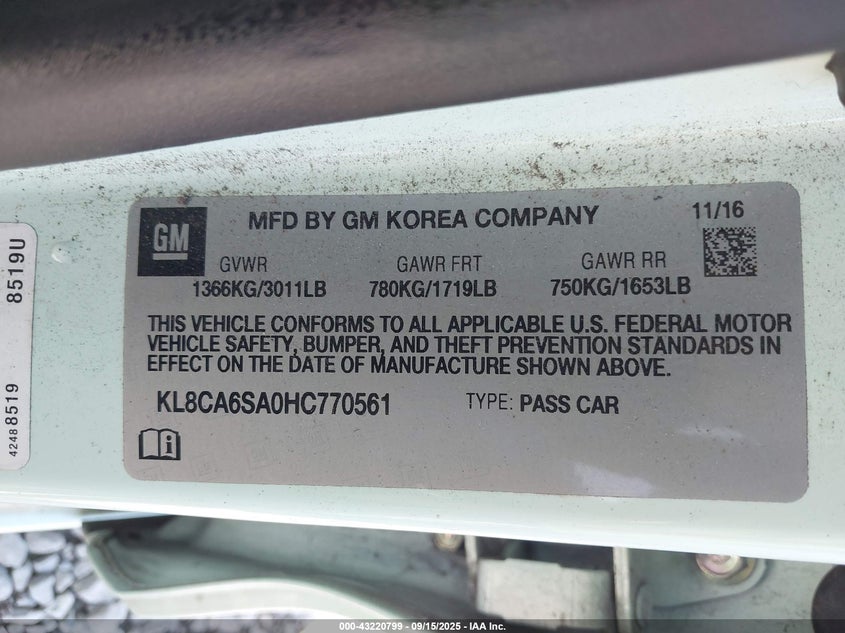 GM
MFD BY GM KOREA COMPANY
11/16
GVWR
GAWR FRT
GAWR RR
1366KG/3011LB
780KG/1719LB
750KG/1653LB
THIS VEHICLE CONFORMS TO ALL APPLICABLE U.S. FEDERAL MOTOR
VEHICLE SAFETY, BUMPER, AND THEFT PREVENTION STANDARDS IN
EFFECT ON THE DATE OF MANUFACTURE SHOWN ABOVE.
KL8CA6SA0HC770561
TYPE: PASS CAR
42488519
8519U
000-43220799 - 09/15/2025 - IAA Inc.